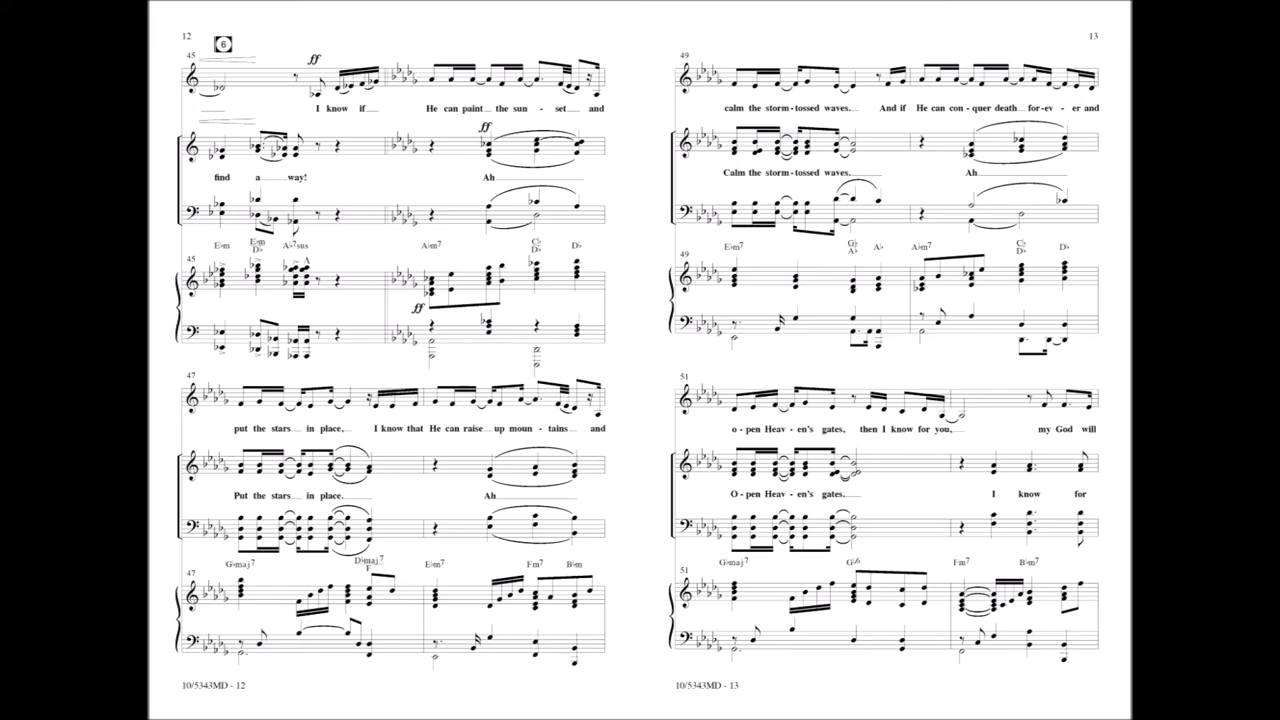 12
6
45
ff
I know if He can paint the sun - set and
ff
find a way! Ah
E♭m E♭m/D♭ A♭7sus A♭m7 C♭/D♭ D♭
45
ff
47
put the stars in place, I know that He can raise up moun - tains and
Put the stars in place. Ah
G♭maj7 D♭maj7/F E♭m7 Fm7 B♭m
47
10/5343MD - 12
13
49
calm the storm-tossed waves. And if He can con-quer death for-ev - er and
Calm the storm-tossed waves. Ah
E♭m7 G♭/A♭ A♭ A♭m7 C♭/D♭ D♭
49
51
o-pen Heav-en's gates, then I know for you, my God will
O-pen Heav-en's gates. I know for
G♭maj7 G♭6 Fm7 B♭m7
51
10/5343MD - 13